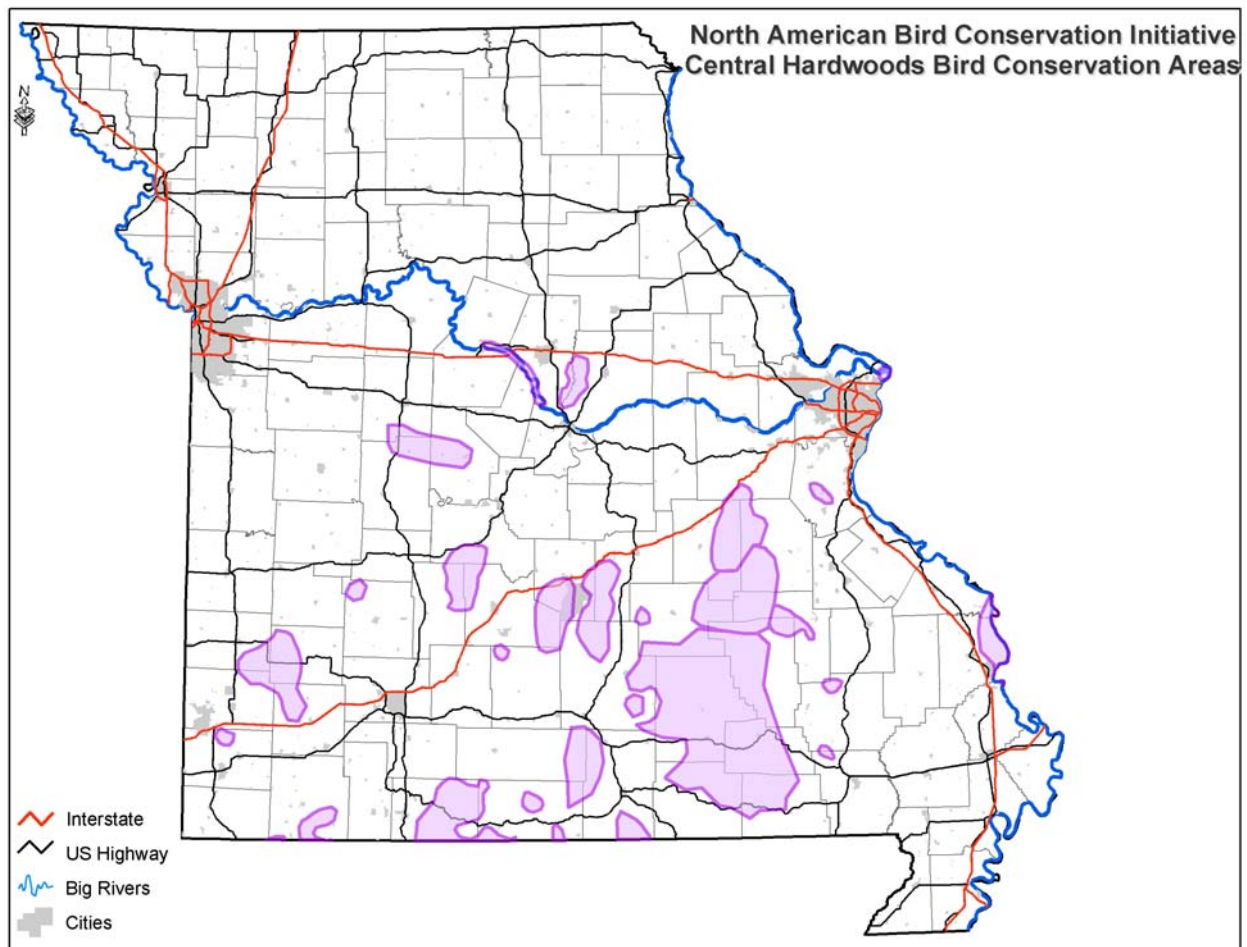 North American Bird Conservation Initiative
Central Hardwoods Bird Conservation Areas
N
Interstate
US Highway
Big Rivers
Cities